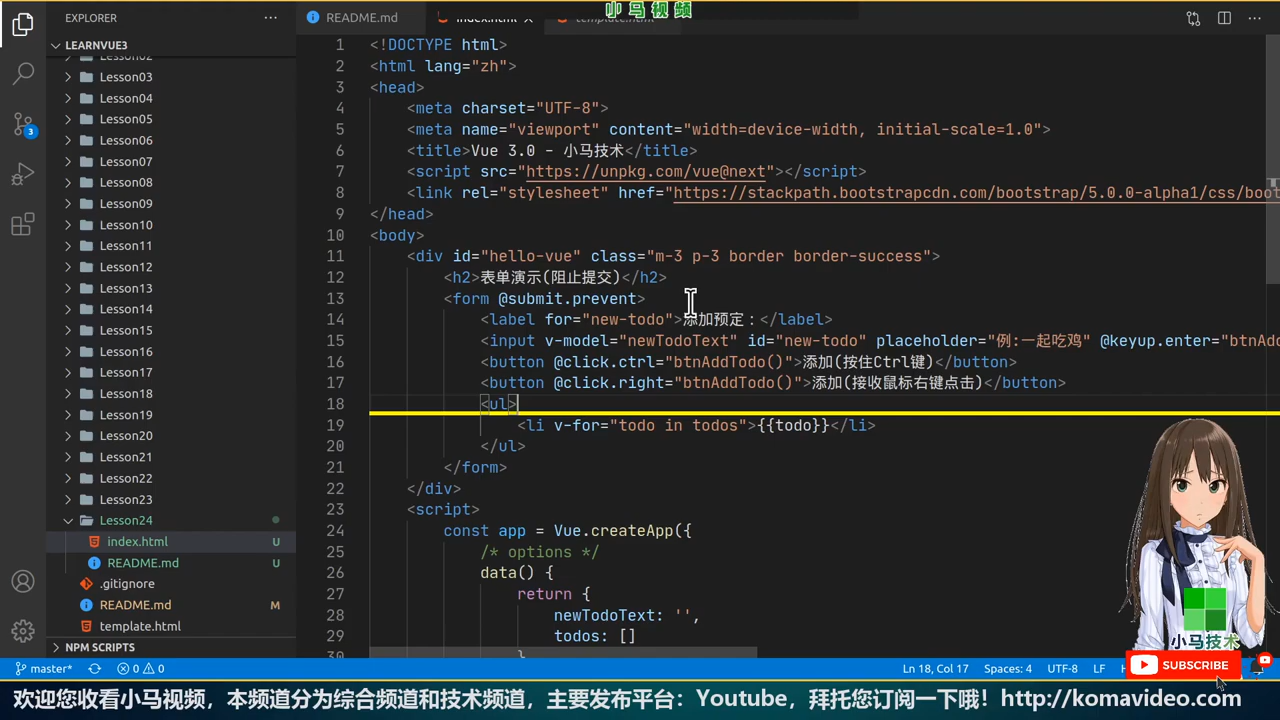 小马视频
EXPLORER
README.md
index.html
template.html
LEARNVUE3
Lesson02
Lesson03
Lesson04
Lesson05
Lesson06
Lesson07
Lesson08
Lesson09
Lesson10
Lesson11
Lesson12
Lesson13
Lesson14
Lesson15
Lesson16
Lesson17
Lesson18
Lesson19
Lesson20
Lesson21
Lesson22
Lesson23
Lesson24
index.html U
README.md U
.gitignore
README.md M
template.html
NPM SCRIPTS
3
1 <!DOCTYPE html>
2 <html lang="zh">
3 <head>
4 <meta charset="UTF-8">
5 <meta name="viewport" content="width=device-width, initial-scale=1.0">
6 <title>Vue 3.0 - 小马技术</title>
7 <script src="https://unpkg.com/vue@next"></script>
8 <link rel="stylesheet" href="https://stackpath.bootstrapcdn.com/bootstrap/5.0.0-alpha1/css/boot
9 </head>
10 <body>
11 <div id="hello-vue" class="m-3 p-3 border border-success">
12 <h2>表单演示(阻止提交)</h2>
13 <form @submit.prevent>
14 <label for="new-todo">添加预定：</label>
15 <input v-model="newTodoText" id="new-todo" placeholder="例:一起吃鸡" @keyup.enter="btnAd
16 <button @click.ctrl="btnAddTodo()">添加(按住Ctrl键)</button>
17 <button @click.right="btnAddTodo()">添加(接收鼠标右键点击)</button>
18 <ul>
19 <li v-for="todo in todos">{{todo}}</li>
20 </ul>
21 </form>
22 </div>
23 <script>
24 const app = Vue.createApp({
25 /* options */
26 data() {
27 return {
28 newTodoText: '',
29 todos: []
30 }
小马技术
SUBSCRIBE
master* 0 0 Ln 18, Col 17 Spaces: 4 UTF-8 LF
欢迎您收看小马视频，本频道分为综合频道和技术频道，主要发布平台：Youtube，拜托您订阅一下哦！http://komavideo.com